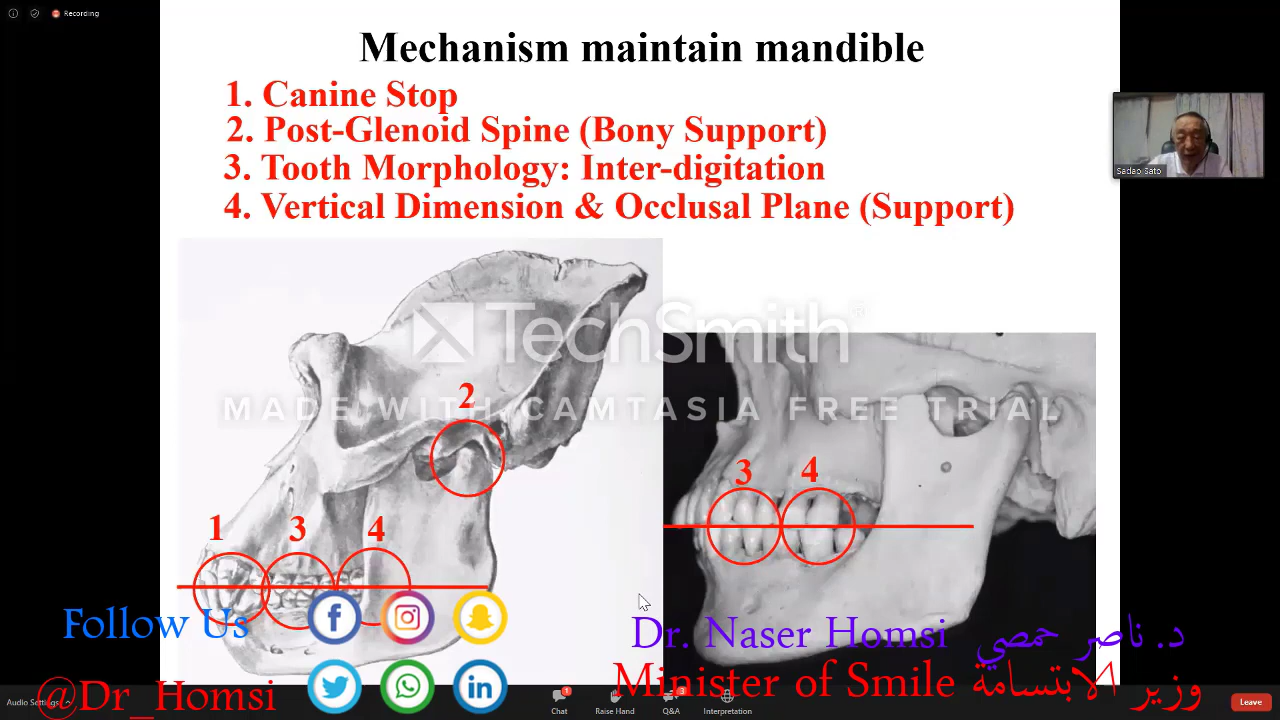 Recording
Mechanism maintain mandible
1. Canine Stop
2. Post-Glenoid Spine (Bony Support)
3. Tooth Morphology: Inter-digitation
4. Vertical Dimension & Occlusal Plane (Support)
Sadao Sato
TechSmith®
MADE WITH CAMTASIA FREE TRIAL
2
3 4
1 3 4
Follow Us
Dr. Naser Homsi د. ناصر حمصي
@Dr_Homsi
Minister of Smile وزير الابتسامة
Audio Settings
Chat 1
Raise Hand
Q&A 3
Interpretation
Leave